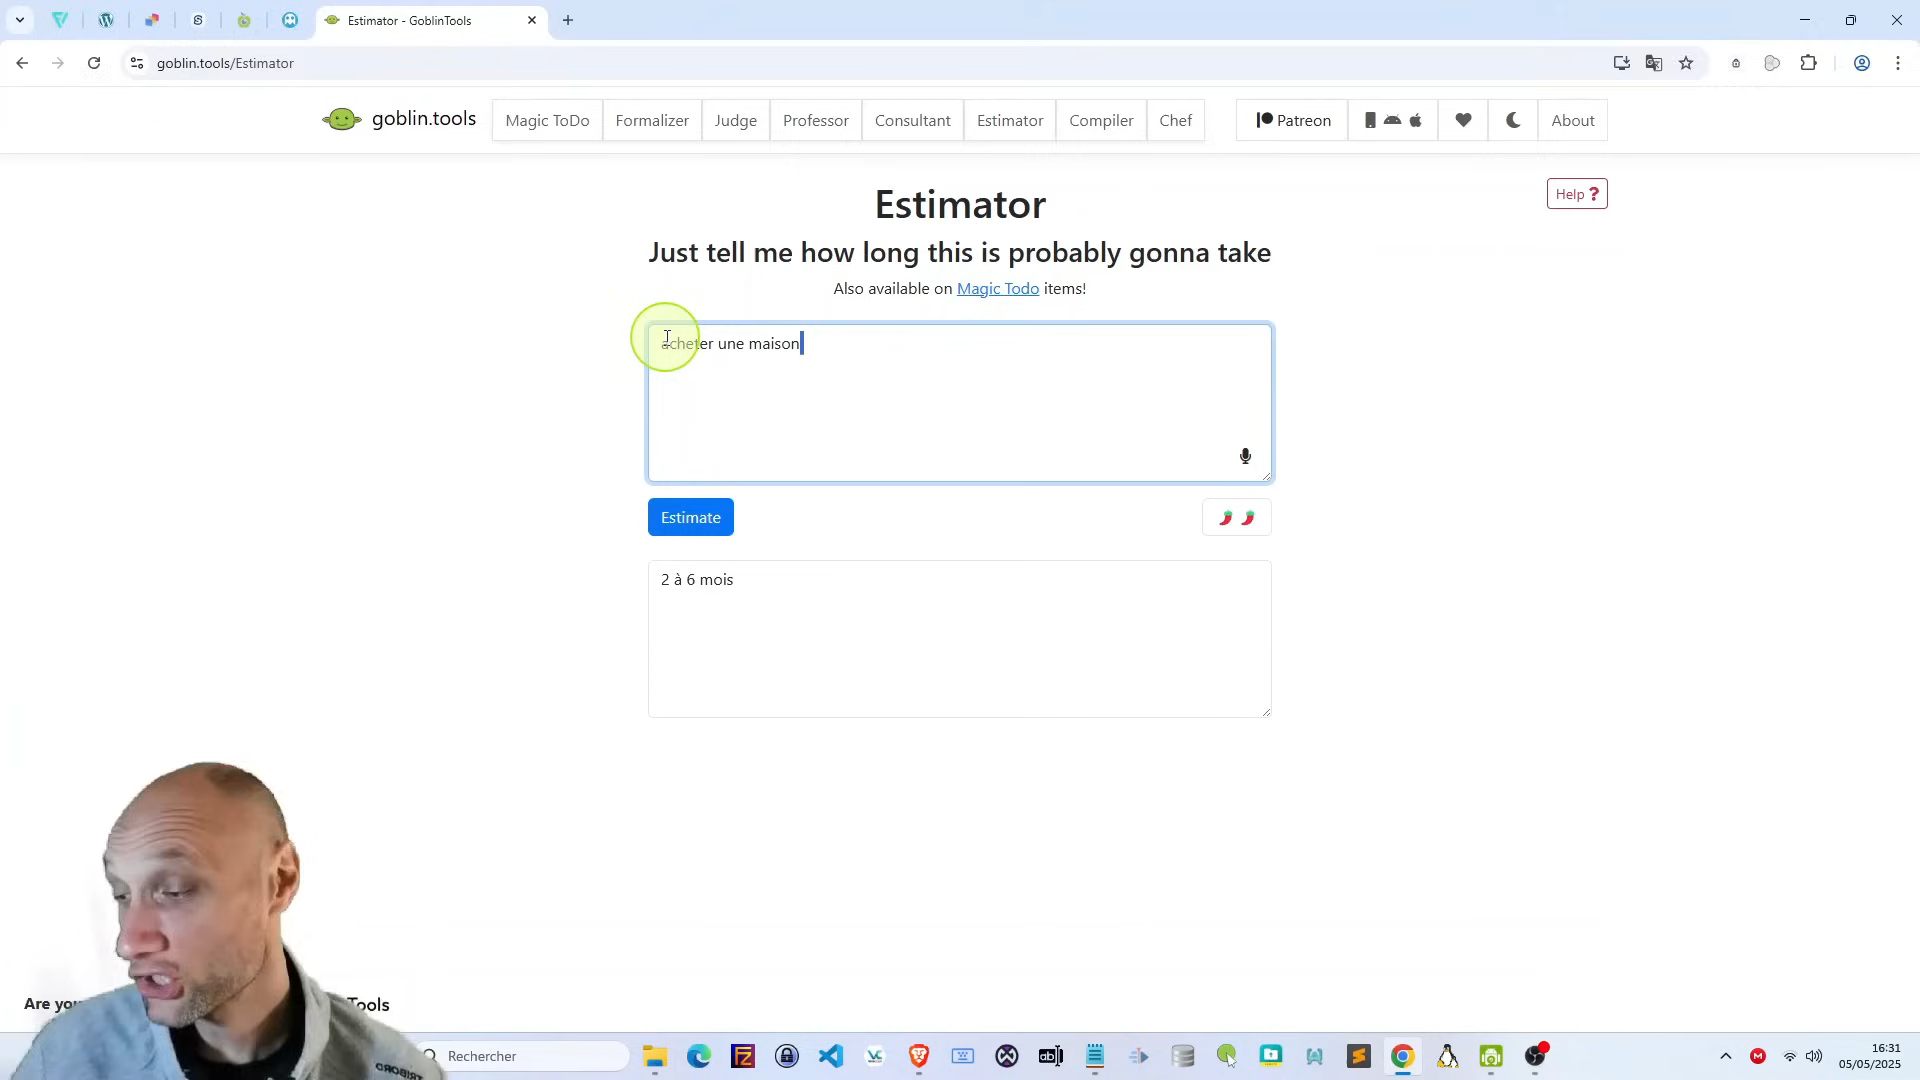 Estimator - GoblinTools
goblin.tools/Estimator
goblin.tools Magic ToDo Formalizer Judge Professor Consultant Estimator Compiler Chef Patreon About
Help ?
Estimator
Just tell me how long this is probably gonna take
Also available on Magic Todo items!
acheter une maison
Estimate
2 à 6 mois
Are you Tools
Rechercher
16:31
05/05/2025